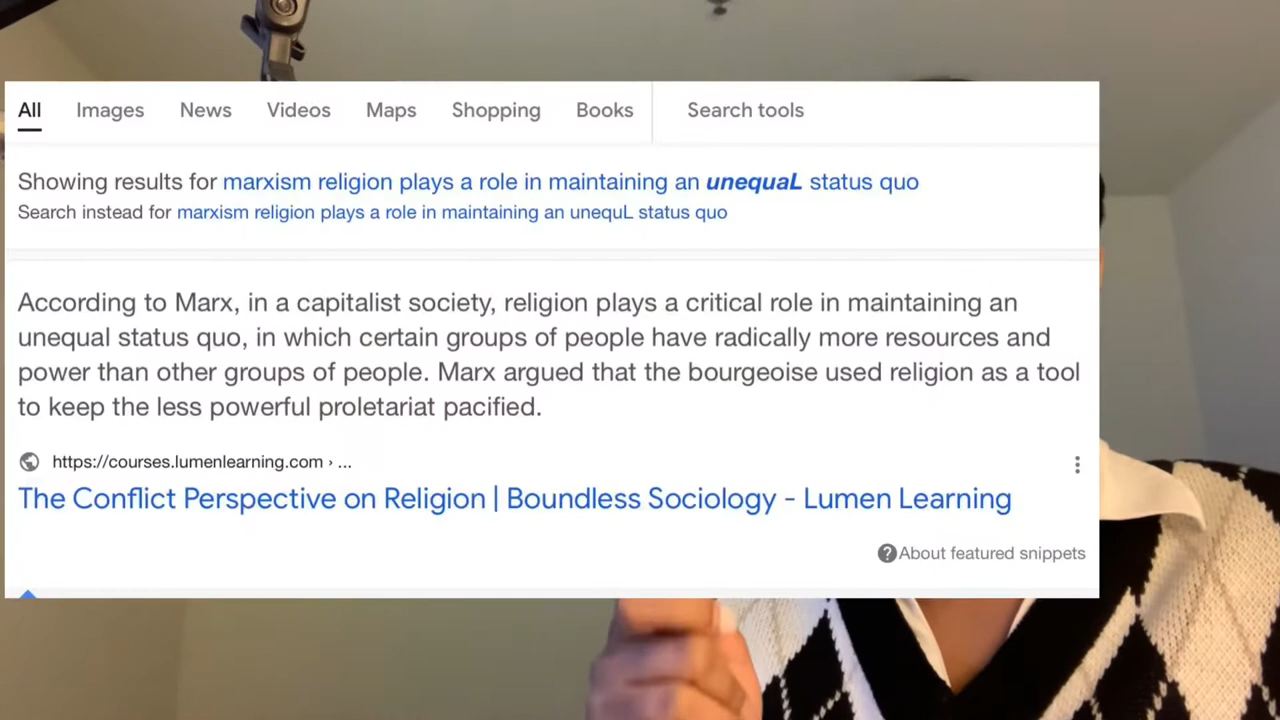 All Images News Videos Maps Shopping Books Search tools
Showing results for marxism religion plays a role in maintaining an unequaL status quo
Search instead for marxism religion plays a role in maintaining an unequL status quo
According to Marx, in a capitalist society, religion plays a critical role in maintaining an
unequal status quo, in which certain groups of people have radically more resources and
power than other groups of people. Marx argued that the bourgeoise used religion as a tool
to keep the less powerful proletariat pacified.
https://courses.lumenlearning.com › ...
The Conflict Perspective on Religion | Boundless Sociology - Lumen Learning
About featured snippets